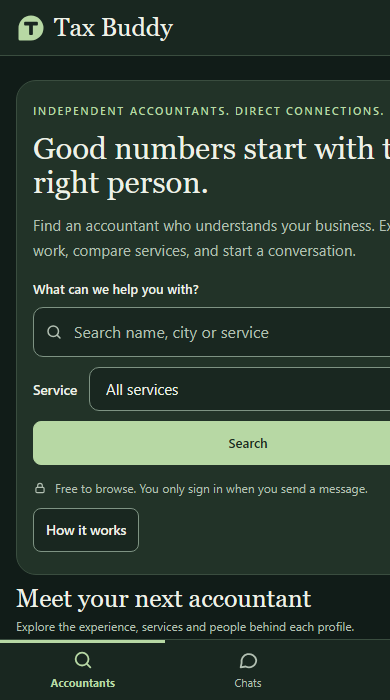 Tax Buddy
INDEPENDENT ACCOUNTANTS. DIRECT CONNECTIONS.
Good numbers start with
right person.
Find an accountant who understands your business.
work, compare services, and start a conversation.
What can we help you with?
Search name, city or service
Service
All services
Search
Free to browse. You only sign in when you send a message.
How it works
Meet your next accountant
Explore the experience, services and people behind each profile.
Accountants
Chats